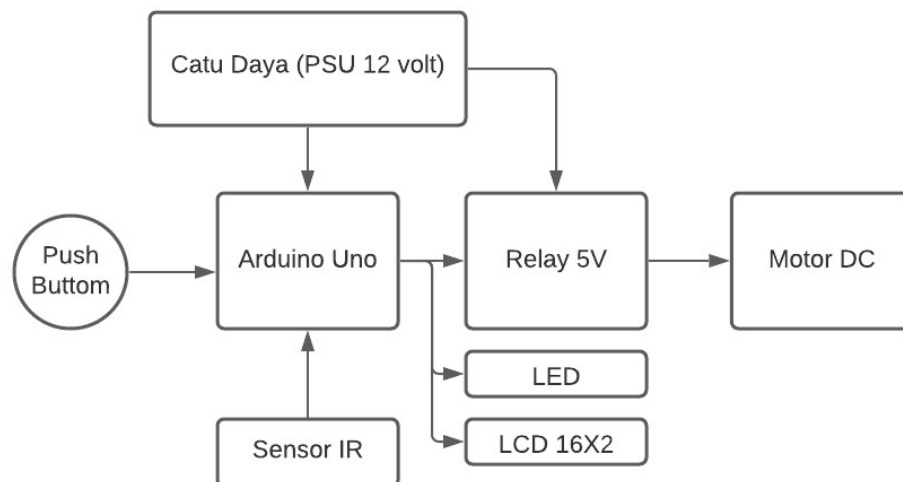 Catu Daya (PSU 12 volt)
Push
Buttom
Arduino Uno
Relay 5V
Motor DC
LED
Sensor IR
LCD 16X2